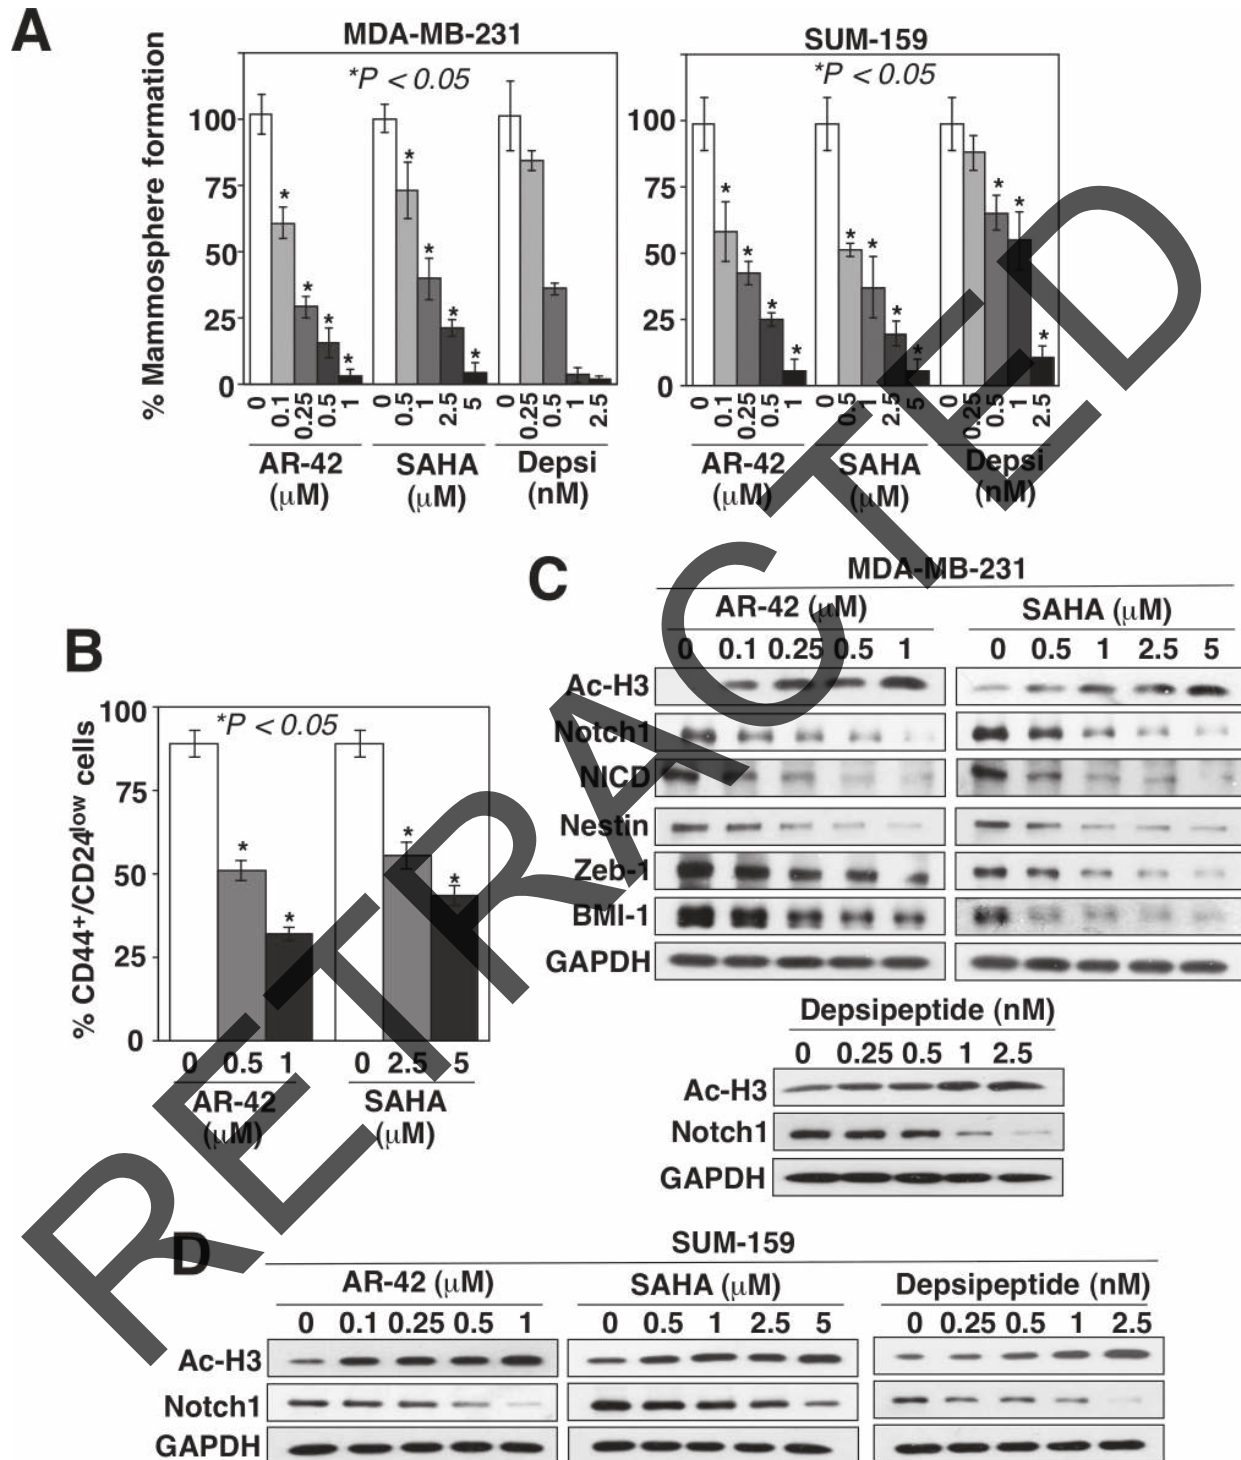 A
MDA-MB-231
SUM-159
% Mammosphere formation
*P < 0.05
*P < 0.05
100
75
50
25
0
100
75
50
25
0
* * * * * * * *
* * * * * * * * * * *
0 0.1 0.25 0.5 1 0 0.5 1 2.5 5 0 0.25 0.5 1 2.5
0 0.1 0.25 0.5 1 0 0.5 1 2.5 5 0 0.25 0.5 1 2.5
AR-42 SAHA Depsi
(μM) (μM) (nM)
AR-42 SAHA Depsi
(μM) (μM) (nM)
B
% CD44+/CD24low cells
*P < 0.05
100
75
50
25
0
* * * *
0 0.5 1 0 2.5 5
AR-42 SAHA
(μM) (μM)
C
MDA-MB-231
AR-42 (μM) SAHA (μM)
0 0.1 0.25 0.5 1 0 0.5 1 2.5 5
Ac-H3
Notch1
NICD
Nestin
Zeb-1
BMI-1
GAPDH
Depsipeptide (nM)
0 0.25 0.5 1 2.5
Ac-H3
Notch1
GAPDH
D
SUM-159
AR-42 (μM) SAHA (μM) Depsipeptide (nM)
0 0.1 0.25 0.5 1 0 0.5 1 2.5 5 0 0.25 0.5 1 2.5
Ac-H3
Notch1
GAPDH
RETRACTED